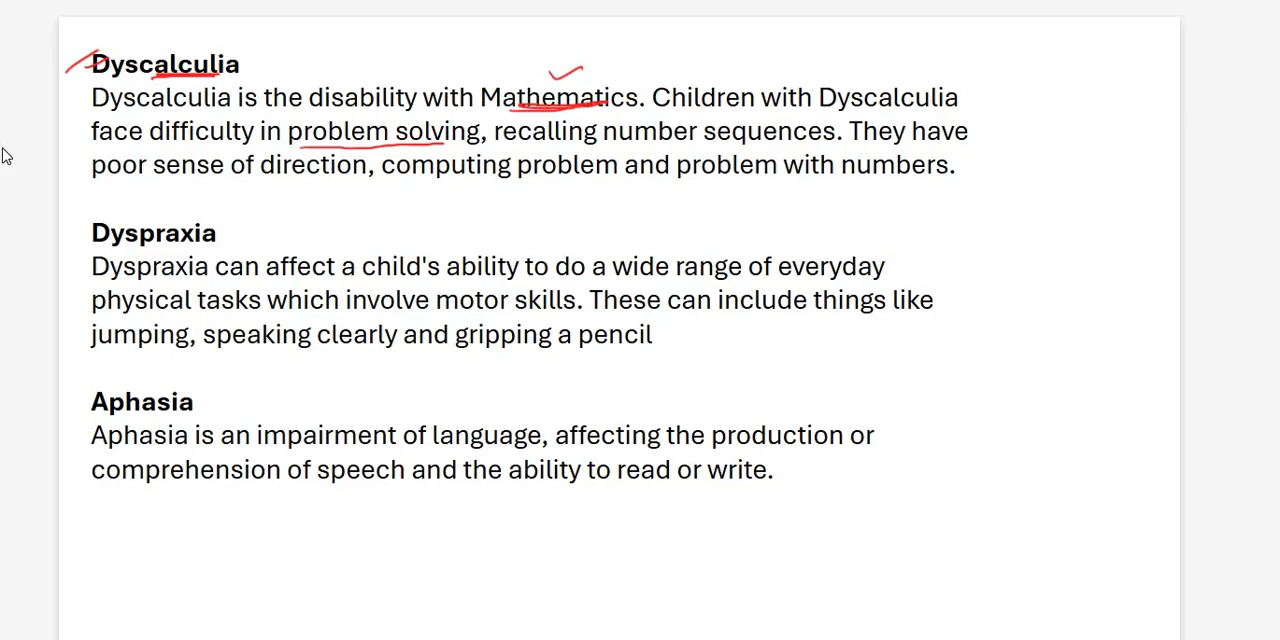 Dyscalculia
Dyscalculia is the disability with Mathematics. Children with Dyscalculia
face difficulty in problem solving, recalling number sequences. They have
poor sense of direction, computing problem and problem with numbers.
Dyspraxia
Dyspraxia can affect a child's ability to do a wide range of everyday
physical tasks which involve motor skills. These can include things like
jumping, speaking clearly and gripping a pencil
Aphasia
Aphasia is an impairment of language, affecting the production or
comprehension of speech and the ability to read or write.